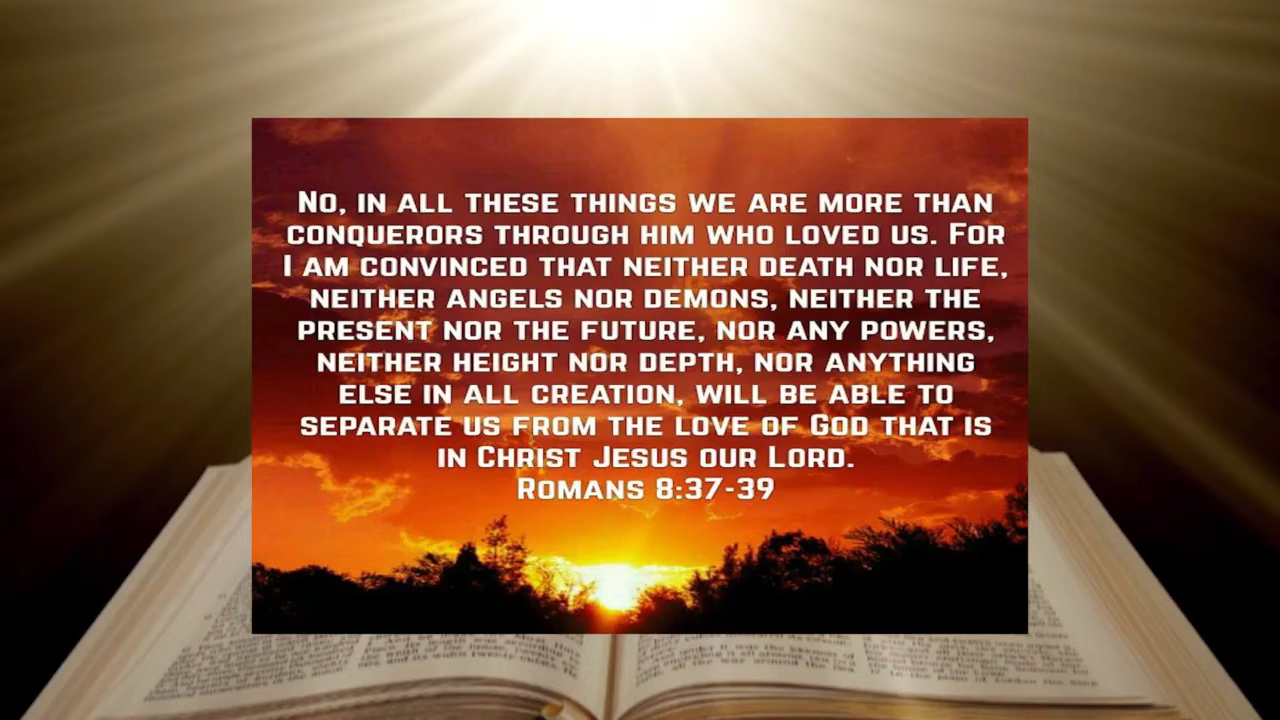 No, in all these things we are more than
conquerors through him who loved us. For
I am convinced that neither death nor life,
neither angels nor demons, neither the
present nor the future, nor any powers,
neither height nor depth, nor anything
else in all creation, will be able to
separate us from the love of God that is
in Christ Jesus our Lord.
Romans 8:37-39